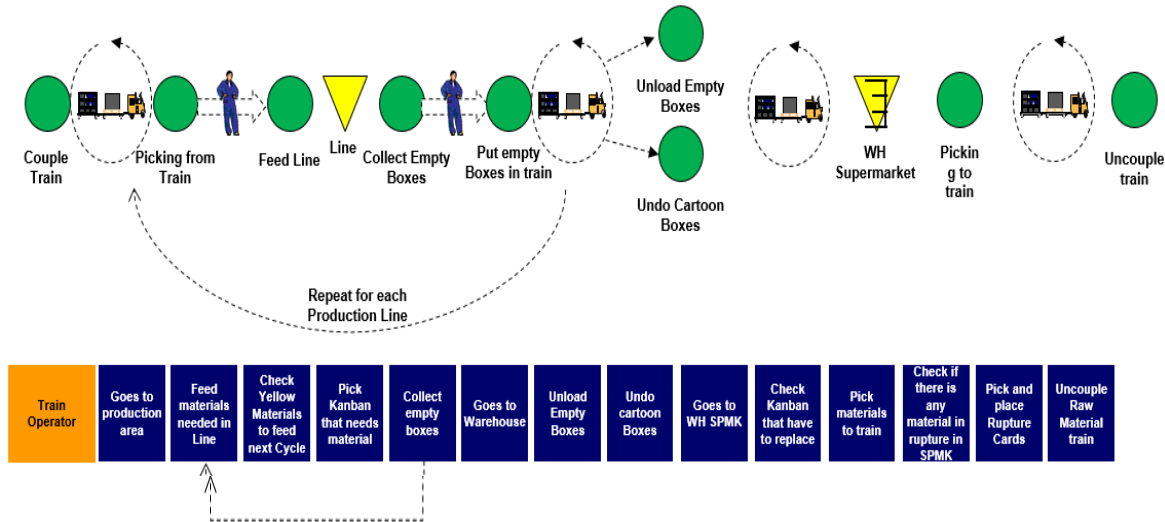 Couple
Train
Picking from
Train
Feed Line
Line
Collect Empty
Boxes
Put empty
Boxes in train
Unload Empty
Boxes
Undo Cartoon
Boxes
WH
Supermarket
Pickin
g to
train
Uncouple
train
Repeat for each
Production Line
Train
Operator
Goes to
production
area
Feed
materials
needed in
Line
Check
Yellow
Materials to
feed next
Cycle
Pick
Kanban
that needs
material
Collect
empty
boxes
Goes to
Warehouse
Unload
Empty
Boxes
Undo
cartoon
Boxes
Goes to
WH SPMK
Check
Kanban
that have
to replace
Pick
materials
to train
Check if
there is
any
material in
rupture in
SPMK
Pick and
place
Rupture
Cards
Uncouple
Raw
Material
train